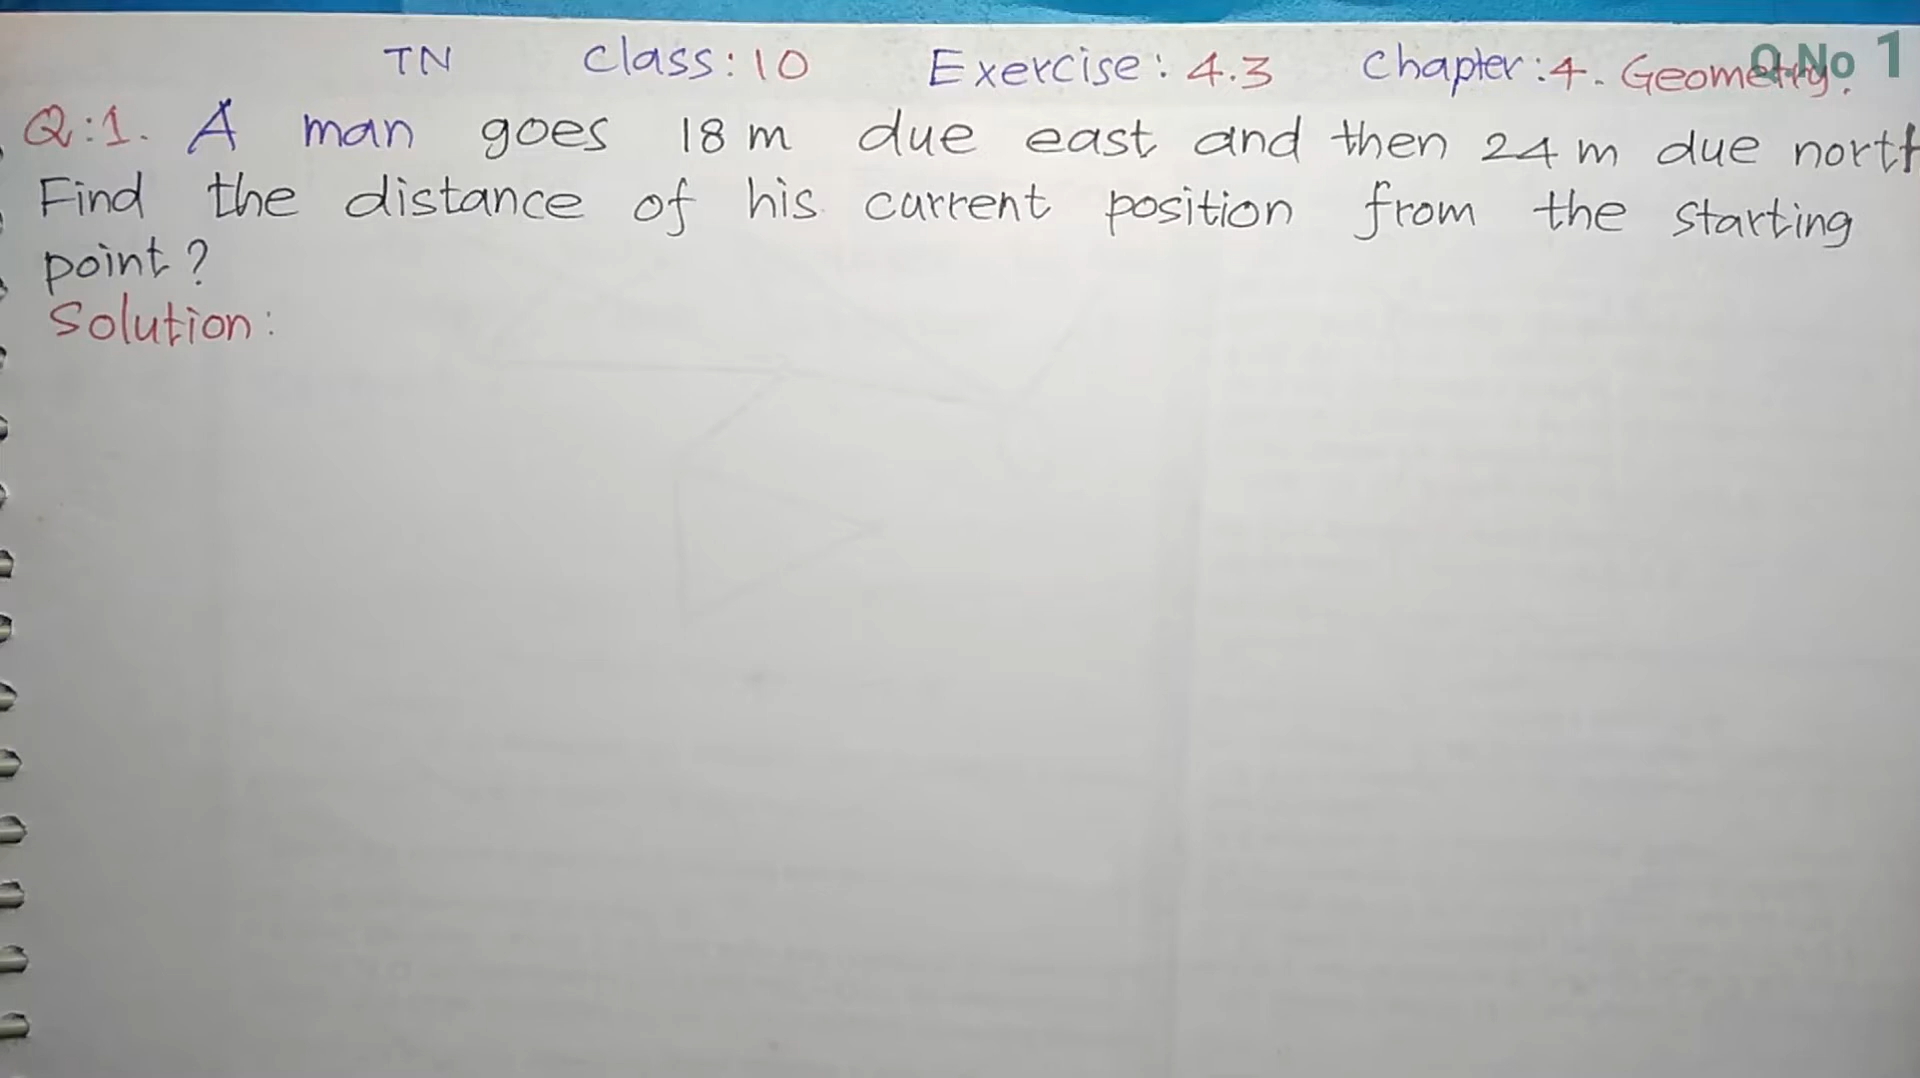 TN Class: 10 Exercise: 4.3 Chapter: 4. Geometry. Q.No 1
Q:1. A man goes 18 m due east and then 24 m due north
Find the distance of his current position from the starting
point?
Solution: